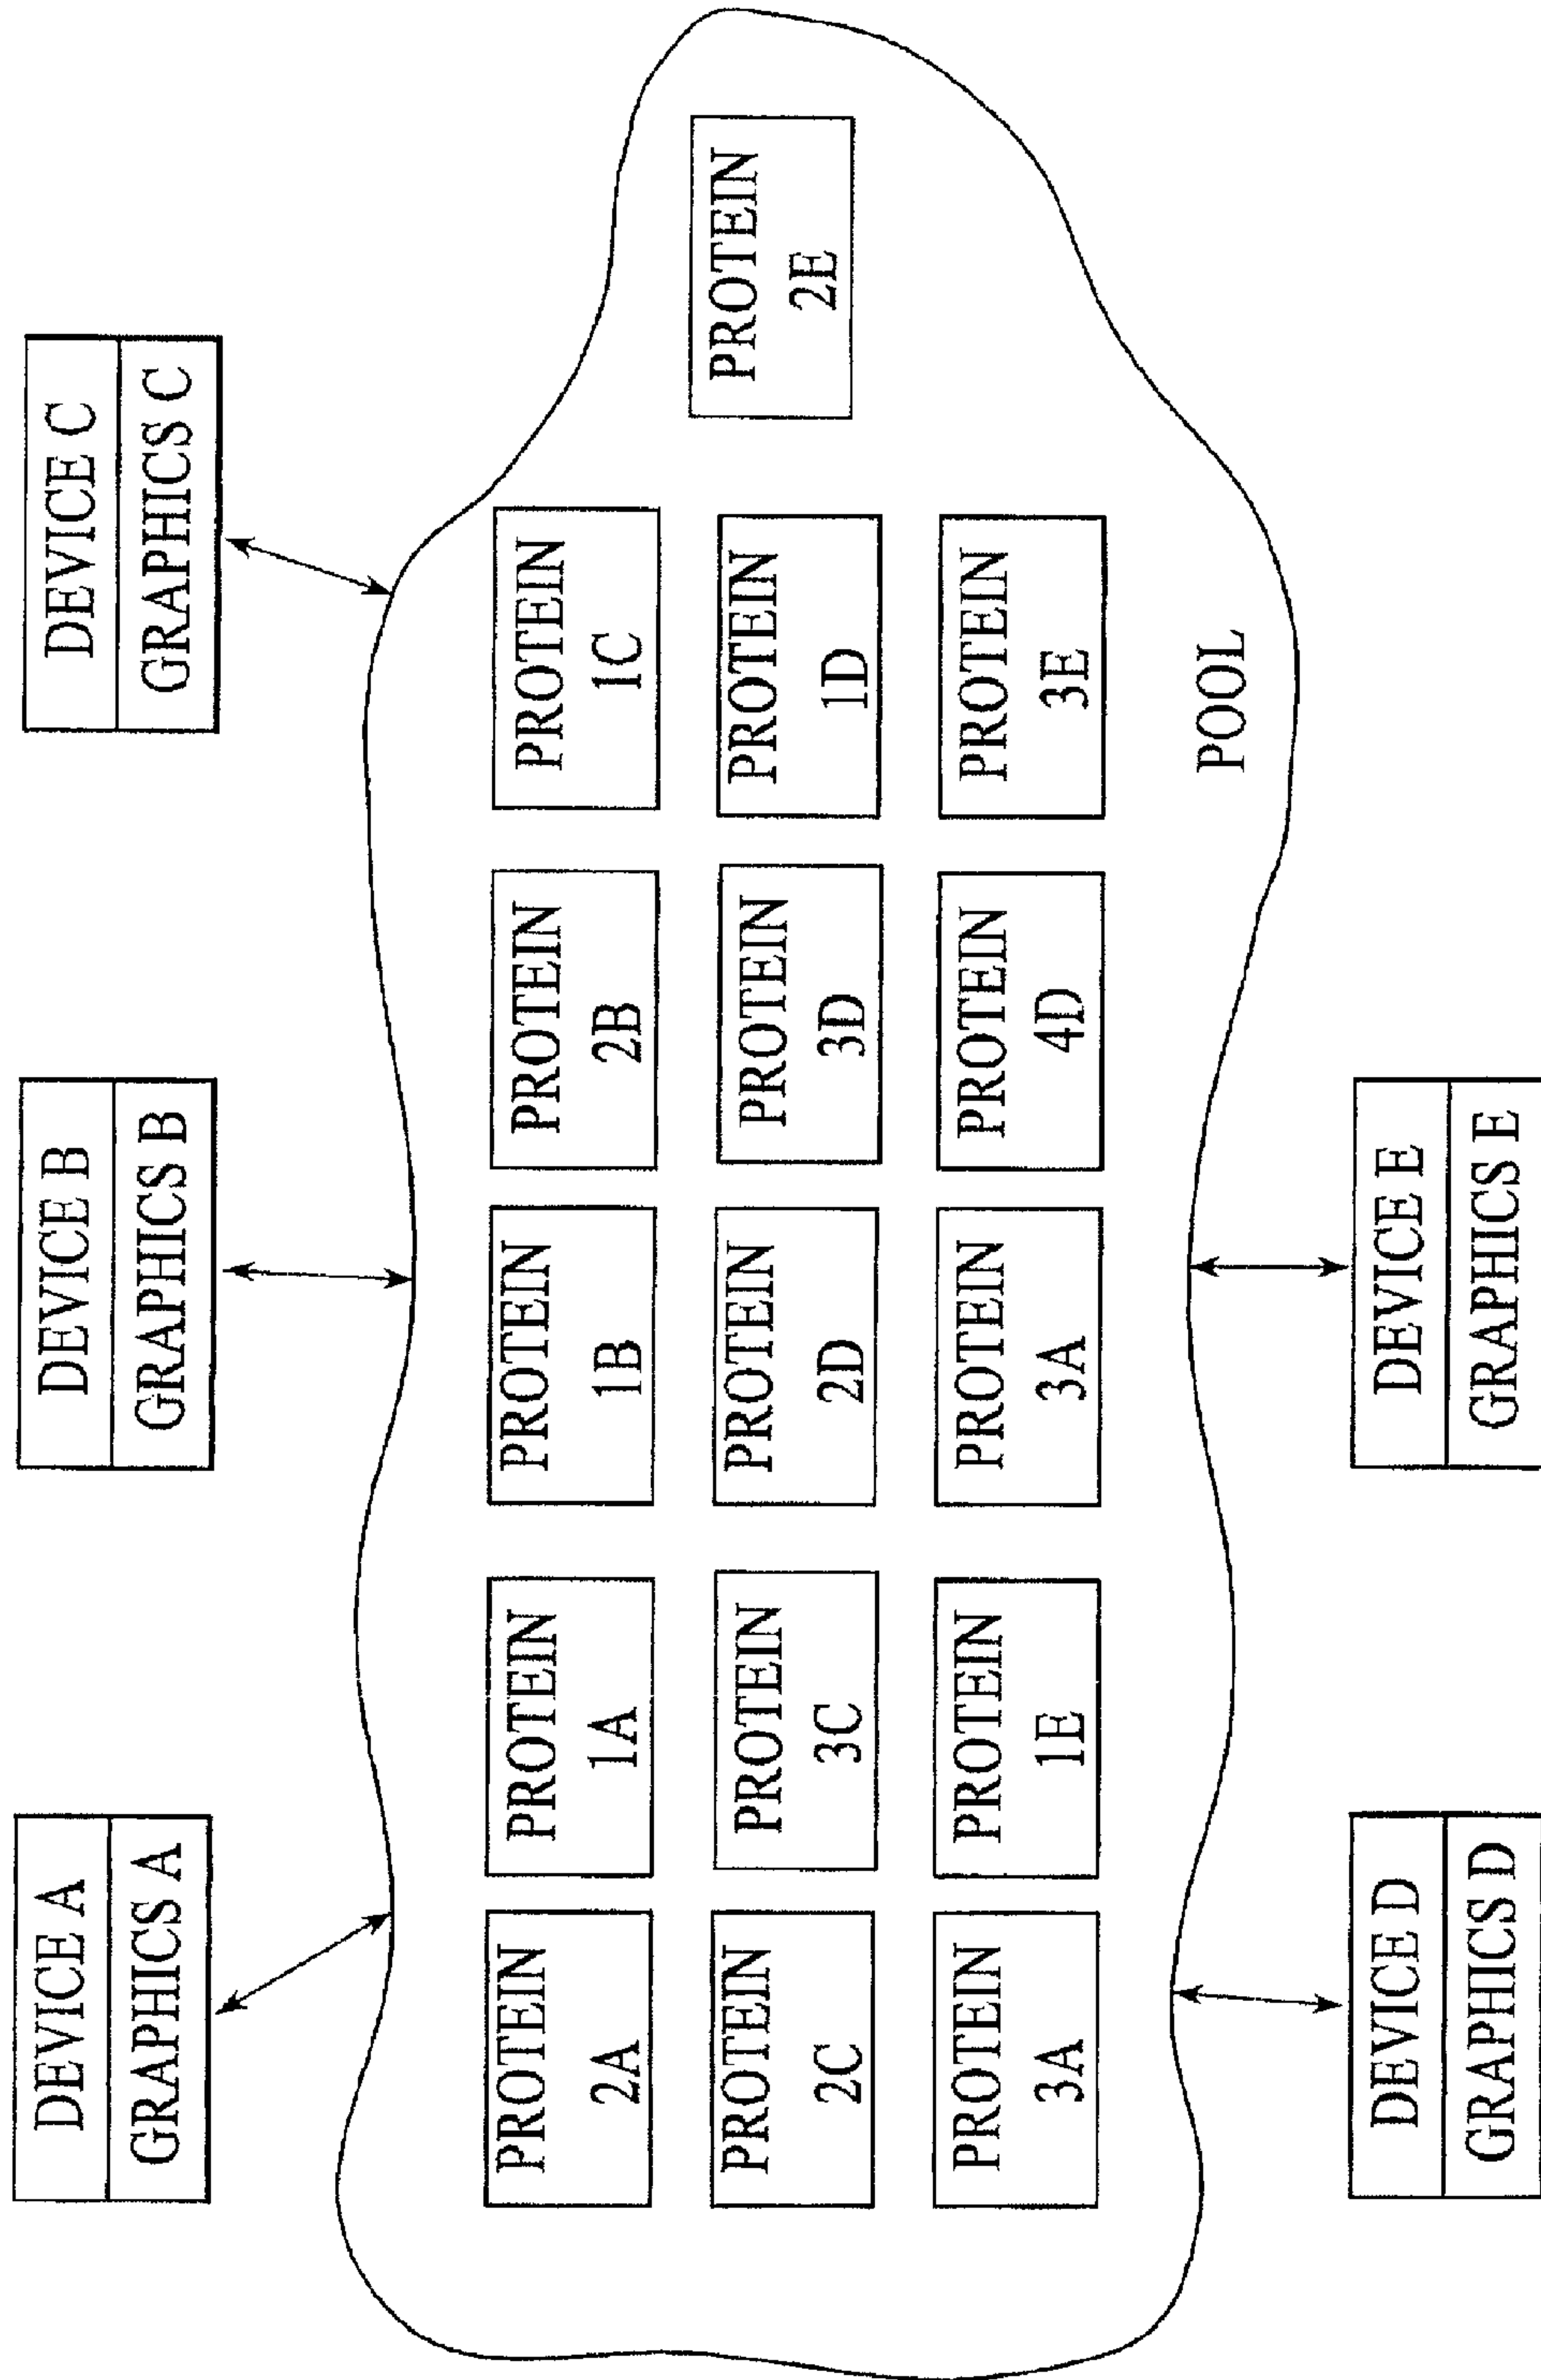 DEVICE A
GRAPHICS A
DEVICE B
GRAPHICS B
DEVICE C
GRAPHICS C
PROTEIN
2A
PROTEIN
1A
PROTEIN
1B
PROTEIN
2B
PROTEIN
1C
PROTEIN
2C
PROTEIN
3C
PROTEIN
2D
PROTEIN
3D
PROTEIN
1D
PROTEIN
2E
PROTEIN
3A
PROTEIN
1E
PROTEIN
3A
PROTEIN
4D
PROTEIN
3E
POOL
DEVICE D
GRAPHICS D
DEVICE E
GRAPHICS E